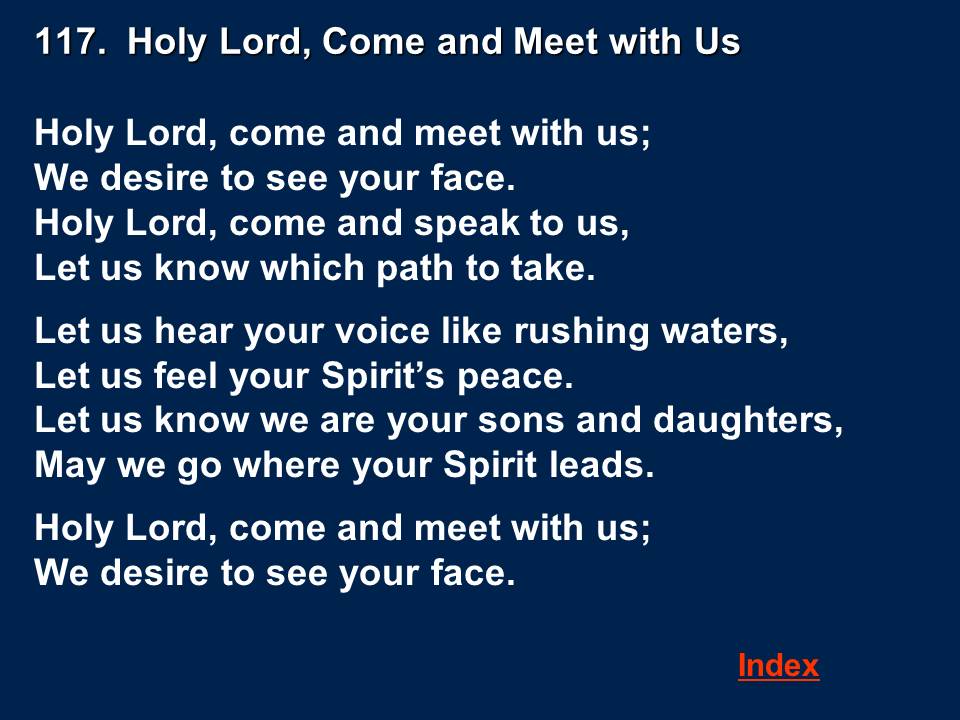 117.  Holy Lord, Come and Meet with Us
Holy Lord, come and meet with us;
We desire to see your face.
Holy Lord, come and speak to us,
Let us know which path to take.
Let us hear your voice like rushing waters,
Let us feel your Spirit’s peace.
Let us know we are your sons and daughters,
May we go where your Spirit leads.
Holy Lord, come and meet with us;
We desire to see your face.
Index